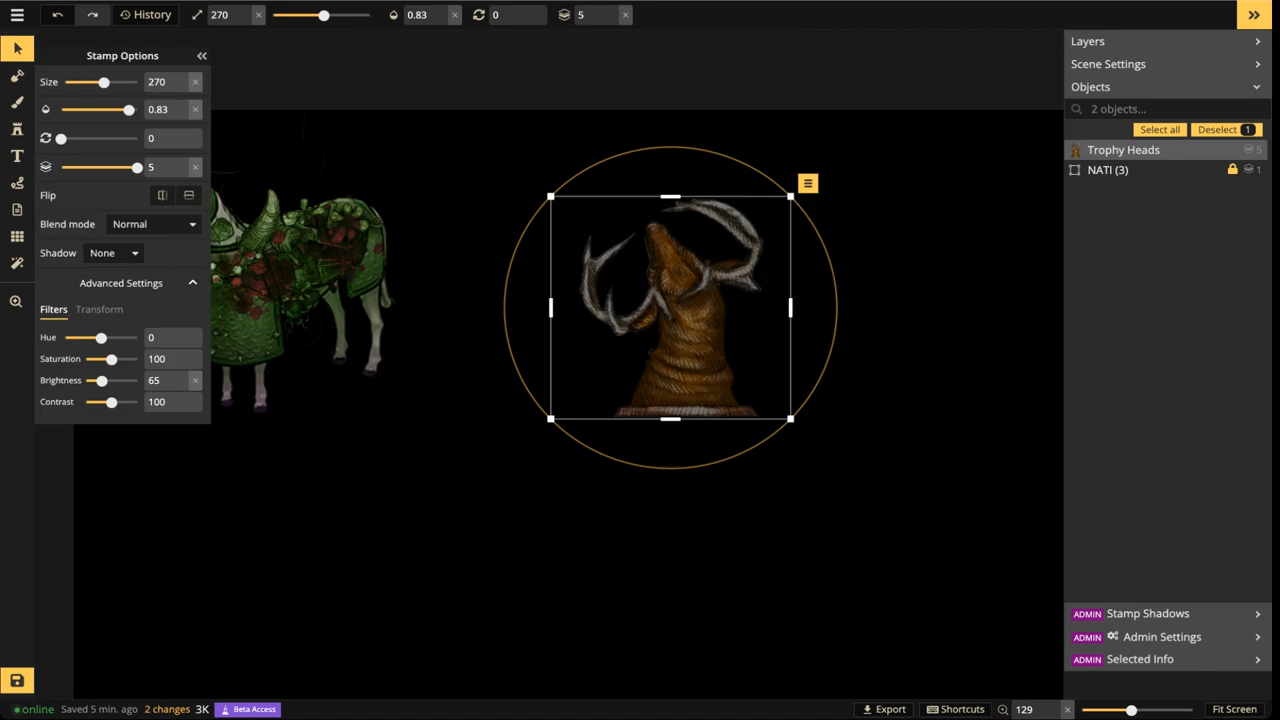 History 270 0.83 0 5
Stamp Options
Size 270
0.83
0
5
Flip
Blend mode Normal
Shadow None
Advanced Settings
Filters Transform
Hue 0
Saturation 100
Brightness 65
Contrast 100
Layers
Scene Settings
Objects
2 objects...
Select all Deselect 1
Trophy Heads 5
NATI (3) 1
ADMIN Stamp Shadows
ADMIN Admin Settings
ADMIN Selected Info
online Saved 5 min. ago 2 changes 3K Beta Access Export Shortcuts 129 Fit Screen